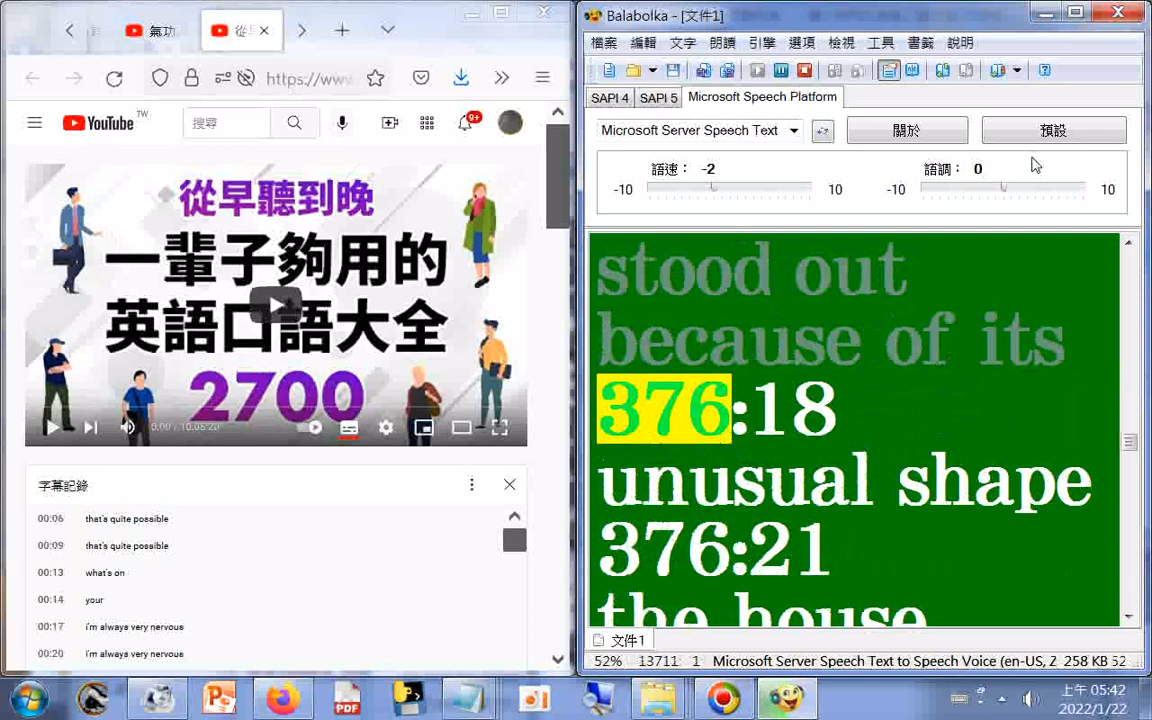 氣功
從
https://www
YouTube TW
搜尋
9+
從早聽到晚
一輩子夠用的
英語口語大全
2700
0:00 / 10:05:20
字幕記錄
00:06 that's quite possible
00:09 that's quite possible
00:13 what's on
00:14 your
00:17 i'm always very nervous
00:20 i'm always very nervous
Balabolka - [文件1]
檔案 編輯 文字 朗讀 引擎 選項 檢視 工具 書籤 說明
SAPI 4 SAPI 5 Microsoft Speech Platform
Microsoft Server Speech Text 關於 預設
語速： -2 語調： 0
-10 10 -10 10
stood out
because of its
376:18
unusual shape
376:21
the house
文件1
52% 13711: 1 Microsoft Server Speech Text to Speech Voice (en-US, Z 258 KB 52
PDF
上午 05:42
2022/1/22